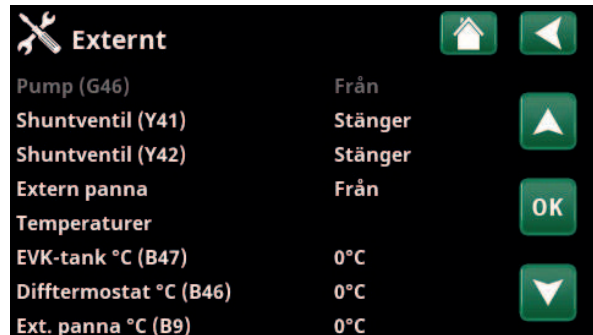 Externt
Pump (G46) Från
Shuntventil (Y41) Stänger
Shuntventil (Y42) Stänger
Extern panna Från
OK
Temperaturer
EVK-tank °C (B47) 0°C
Difftermostat °C (B46) 0°C
Ext. panna °C (B9) 0°C